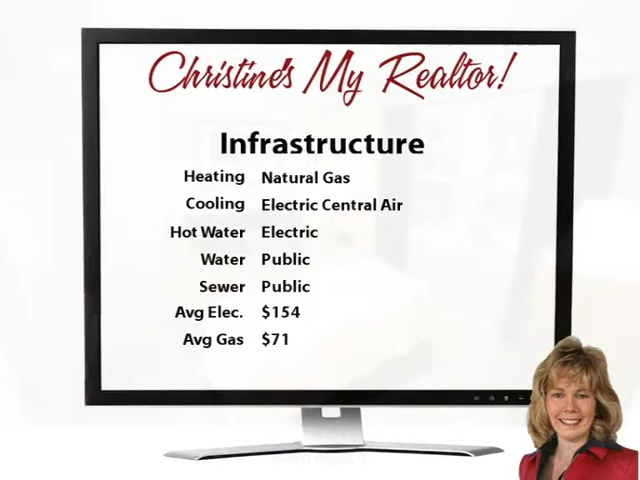 Christine's My Realtor!
Infrastructure
Heating Natural Gas
Cooling Electric Central Air
Hot Water Electric
Water Public
Sewer Public
Avg Elec. $154
Avg Gas $71